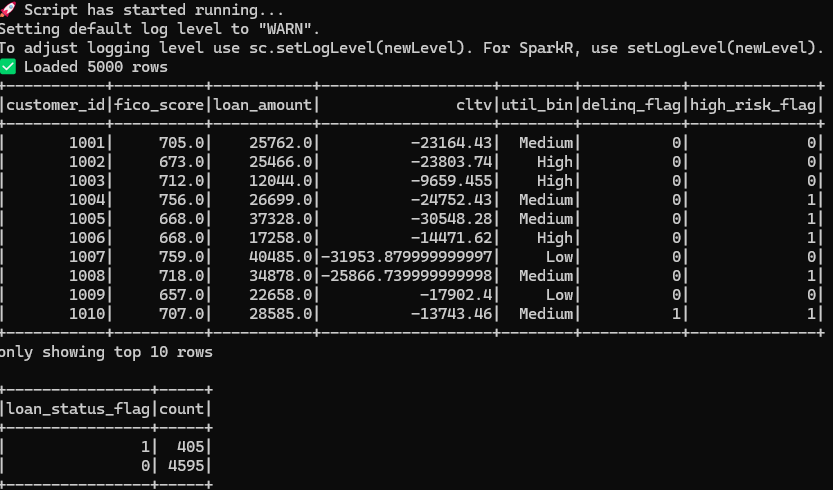 🚀 Script has started running...
Setting default log level to "WARN".
To adjust logging level use sc.setLogLevel(newLevel). For SparkR, use setLogLevel(newLevel).
✅ Loaded 5000 rows
+-----------+----------+-----------+-------------------+--------+-----------+--------------+
|customer_id|fico_score|loan_amount|               cltv|util_bin|delinq_flag|high_risk_flag|
+-----------+----------+-----------+-------------------+--------+-----------+--------------+
|       1001|     705.0|    25762.0|          -23164.43|  Medium|          0|             0|
|       1002|     673.0|    25466.0|          -23803.74|    High|          0|             0|
|       1003|     712.0|    12044.0|          -9659.455|    High|          0|             0|
|       1004|     756.0|    26699.0|          -24752.43|  Medium|          0|             1|
|       1005|     668.0|    37328.0|          -30548.28|  Medium|          0|             1|
|       1006|     668.0|    17258.0|          -14471.62|    High|          0|             1|
|       1007|     759.0|    40485.0|-31953.879999999997|     Low|          0|             0|
|       1008|     718.0|    34878.0|-25866.739999999998|  Medium|          0|             1|
|       1009|     657.0|    22658.0|           -17902.4|     Low|          0|             0|
|       1010|     707.0|    28585.0|          -13743.46|  Medium|          1|             1|
+-----------+----------+-----------+-------------------+--------+-----------+--------------+
only showing top 10 rows
+----------------+-----+
|loan_status_flag|count|
+----------------+-----+
|               1|  405|
|               0| 4595|
+----------------+-----+